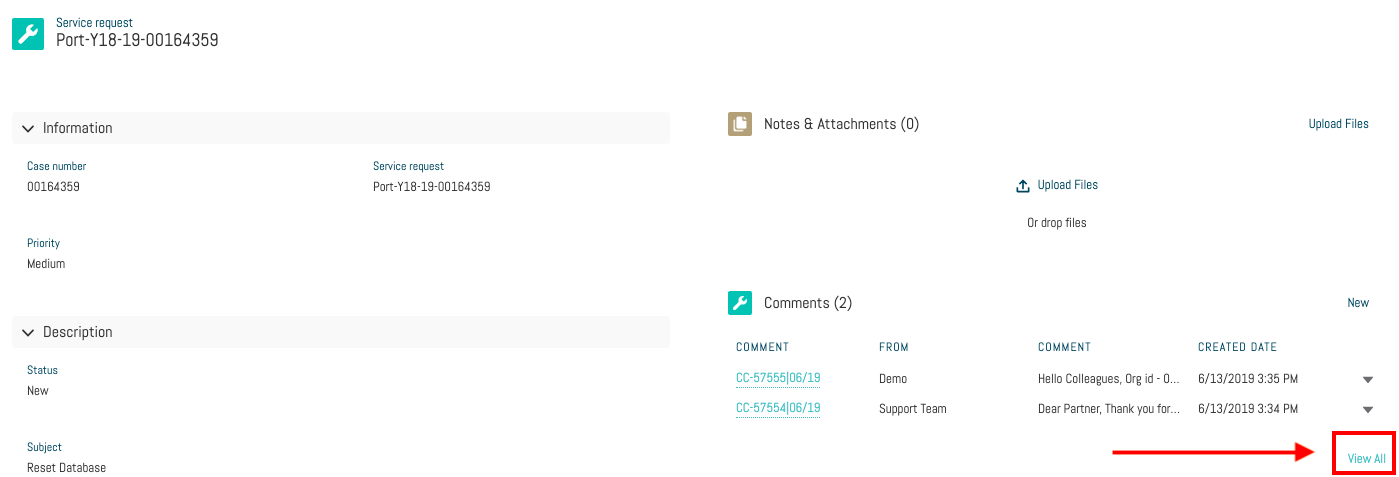 Service request
Port-Y18-19-00164359
Information
Case number
00164359
Service request
Port-Y18-19-00164359
Priority
Medium
Description
Status
New
Subject
Reset Database
Notes & Attachments (0)
Upload Files
Upload Files
Or drop files
Comments (2)
New
COMMENT FROM COMMENT CREATED DATE
CC-57555|06/19 Demo Hello Colleagues, Org id - 0... 6/13/2019 3:35 PM
CC-57554|06/19 Support Team Dear Partner, Thank you for... 6/13/2019 3:34 PM
View All